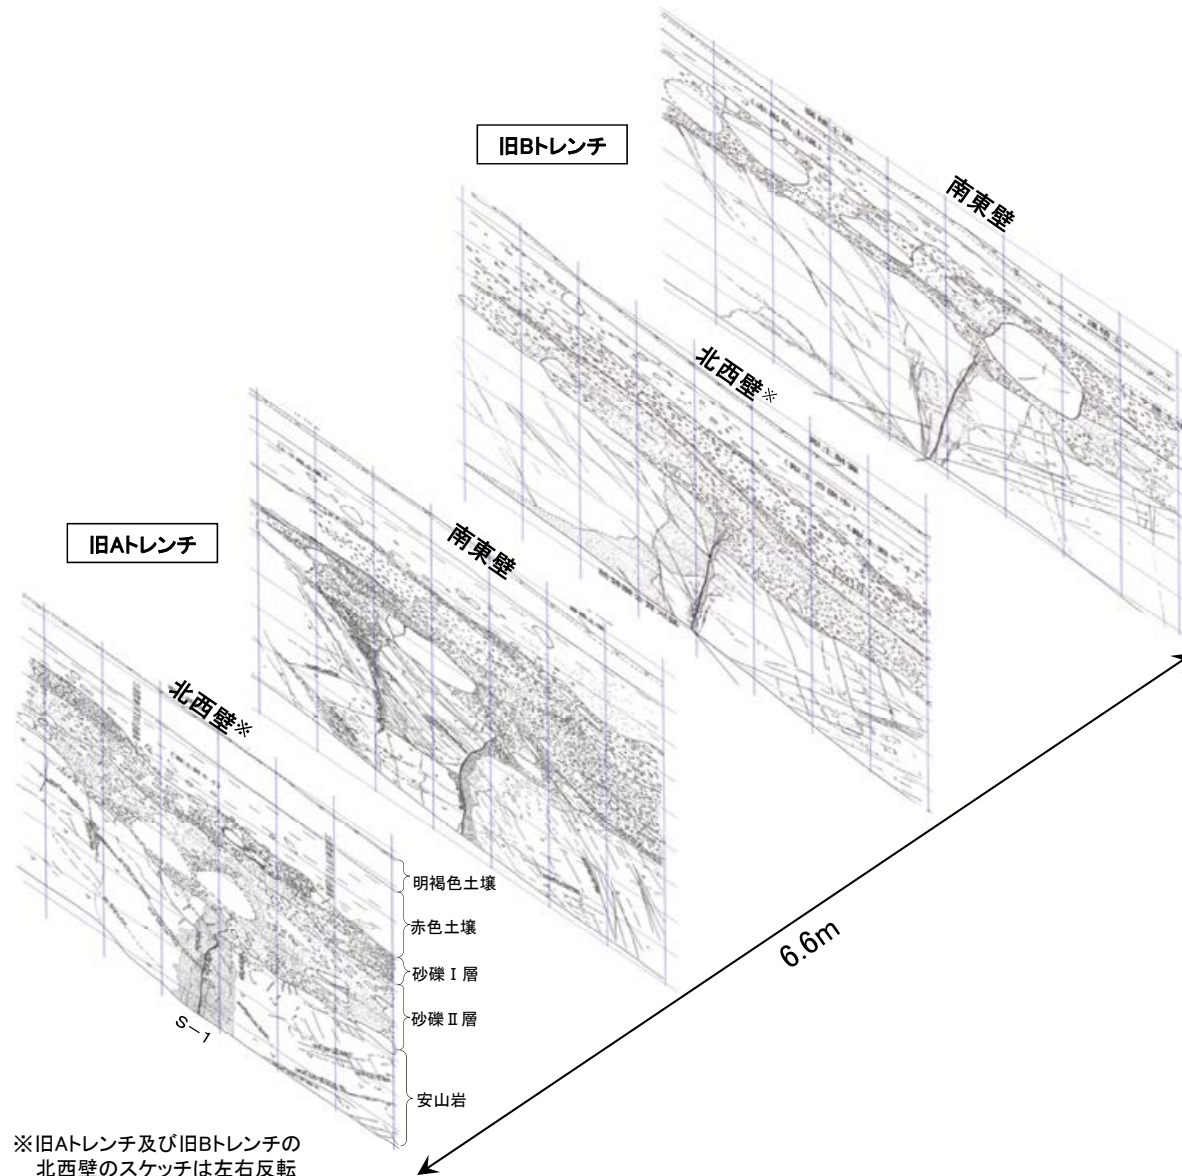 旧Bトレンチ
南東壁
北西壁※
旧Aトレンチ
南東壁
北西壁※
明褐色土壌
赤色土壌
砂礫Ⅰ層
砂礫Ⅱ層
安山岩
S-1
6.6m
※旧Aトレンチ及び旧Bトレンチの
北西壁のスケッチは左右反転